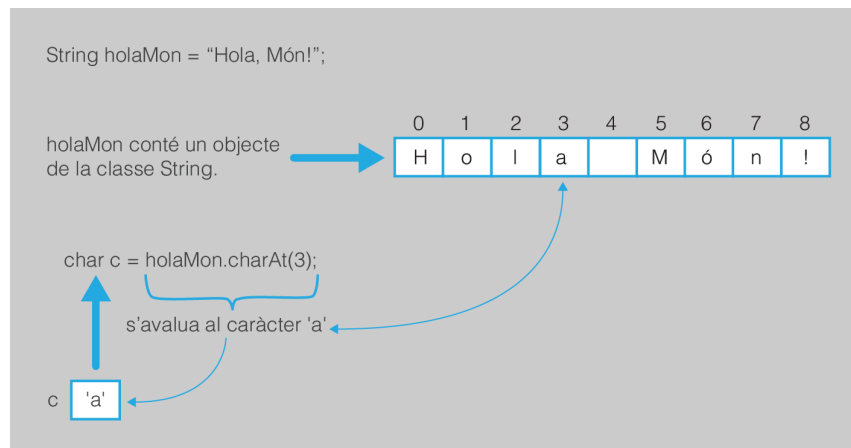 String holaMon = “Hola, Món!”;
0 1 2 3 4 5 6 7 8
holaMon conté un objecte
de la classe String.
H o l a M ó n !
char c = holaMon.charAt(3);
s’avalua al caràcter 'a'
c 'a'